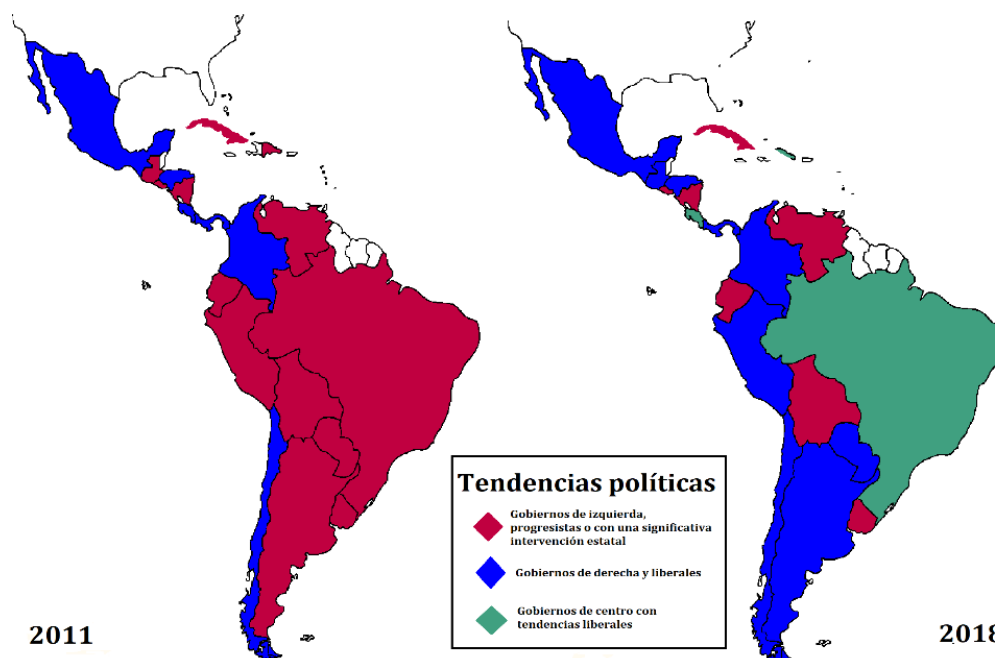 Tendencias políticas
Gobiernos de izquierda,
progresistas o con una significativa
intervención estatal
Gobiernos de derecha y liberales
Gobiernos de centro con
tendencias liberales
2011
2018